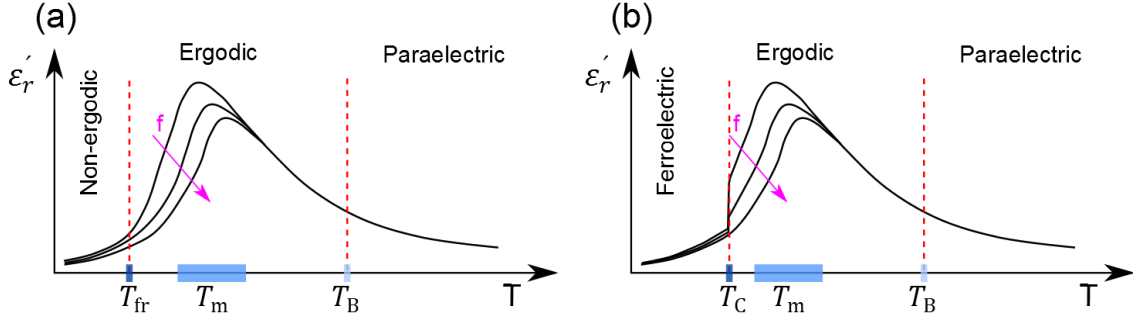 (a)
Ergodic
Paraelectric
ε′r
Non-ergodic
f
Tfr
Tm
TB
T
(b)
Ergodic
Paraelectric
ε′r
Ferroelectric
f
TC
Tm
TB
T